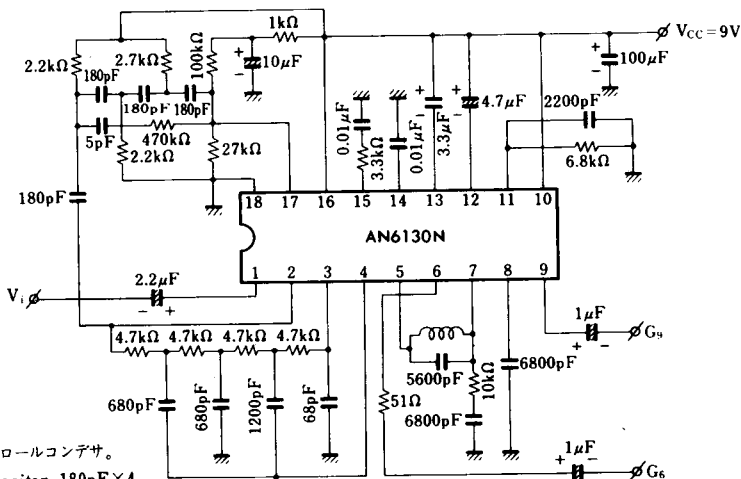 1kΩ
V_CC=9V
2.2kΩ
2.7kΩ
100kΩ
10μF
100μF
180pF
180pF
180pF
5pF
470kΩ
2.2kΩ
27kΩ
0.01μF
3.3kΩ
0.01μF
3.3μF
4.7μF
2200pF
6.8kΩ
180pF
18 17 16 15 14 13 12 11 10
AN6130N
1 2 3 4 5 6 7 8 9
V_i
2.2μF
4.7kΩ 4.7kΩ 4.7kΩ 4.7kΩ
680pF
680pF
1200pF
68pF
51Ω
5600pF
10kΩ
6800pF
6800pF
1μF
G₉
1μF
G₆
ロールコンデサ。
180pF×4